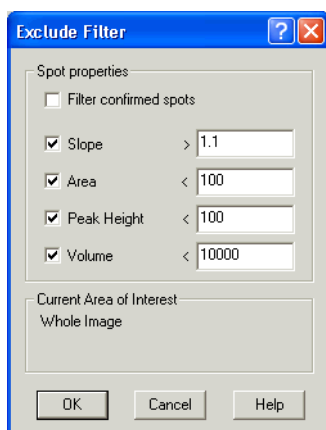 Exclude Filter
Spot properties
Filter confirmed spots
Slope > 1.1
Area < 100
Peak Height < 100
Volume < 10000
Current Area of Interest
Whole Image
OK Cancel Help